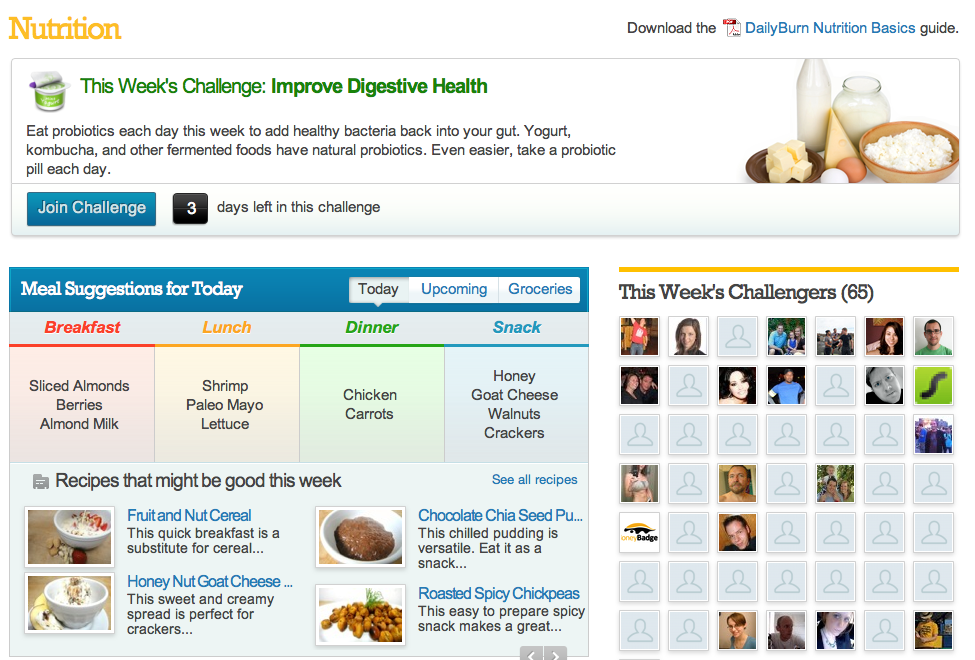 Nutrition
Download the DailyBurn Nutrition Basics guide.
This Week's Challenge: Improve Digestive Health
Eat probiotics each day this week to add healthy bacteria back into your gut. Yogurt,
kombucha, and other fermented foods have natural probiotics. Even easier, take a probiotic
pill each day.
Join Challenge 3 days left in this challenge
Meal Suggestions for Today
Today Upcoming Groceries
Breakfast Lunch Dinner Snack
Sliced Almonds
Berries
Almond Milk
Shrimp
Paleo Mayo
Lettuce
Chicken
Carrots
Honey
Goat Cheese
Walnuts
Crackers
Recipes that might be good this week
See all recipes
Fruit and Nut Cereal
This quick breakfast is a
substitute for cereal...
Honey Nut Goat Cheese ...
This sweet and creamy
spread is perfect for
crackers...
Chocolate Chia Seed Pu...
This chilled pudding is
versatile. Eat it as a
snack...
Roasted Spicy Chickpeas
This easy to prepare spicy
snack makes a great...
This Week's Challengers (65)
oneyBadge